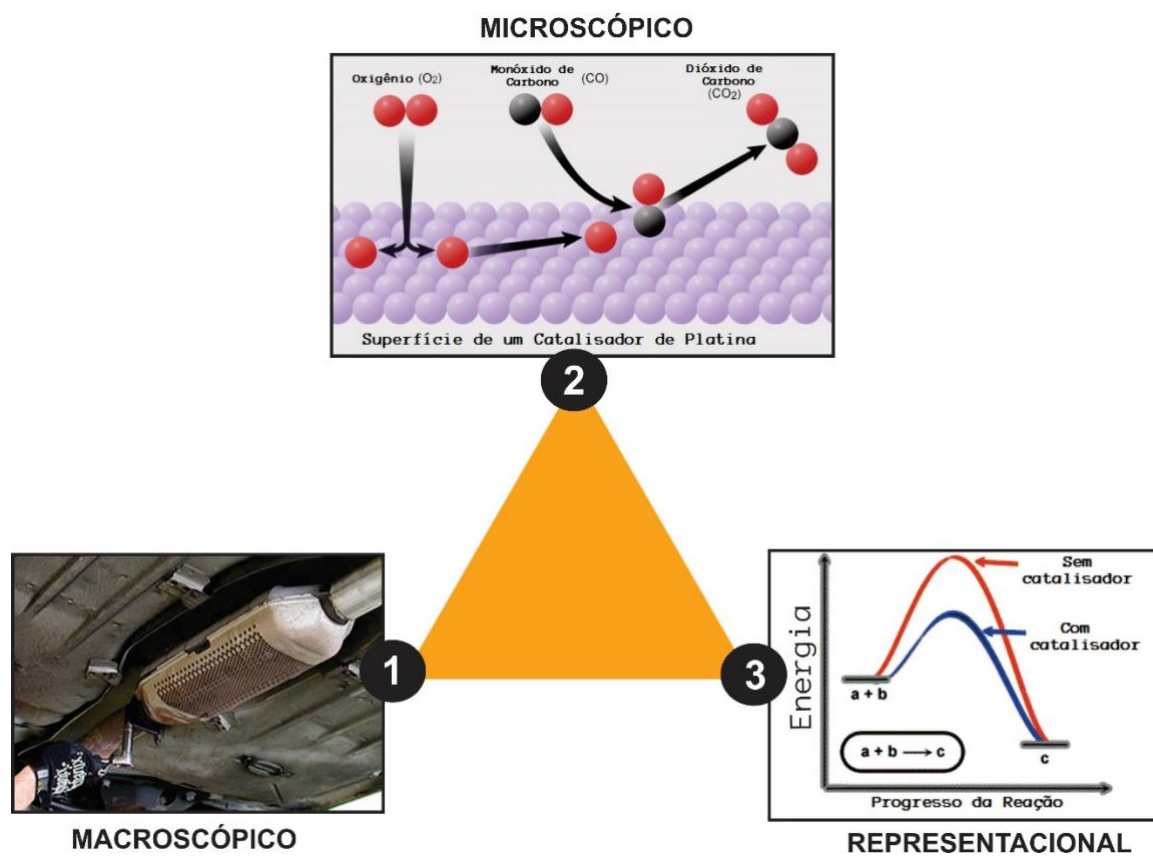 MICROSCÓPICO
Oxigênio (O₂)
Monóxido de
Carbono (CO)
Dióxido de
Carbono
(CO₂)
Superfície de um Catalisador de Platina
2
1
MACROSCÓPICO
3
Energia
Sem
catalisador
Com
catalisador
a + b
a + b → c
c
Progresso da Reação
REPRESENTACIONAL